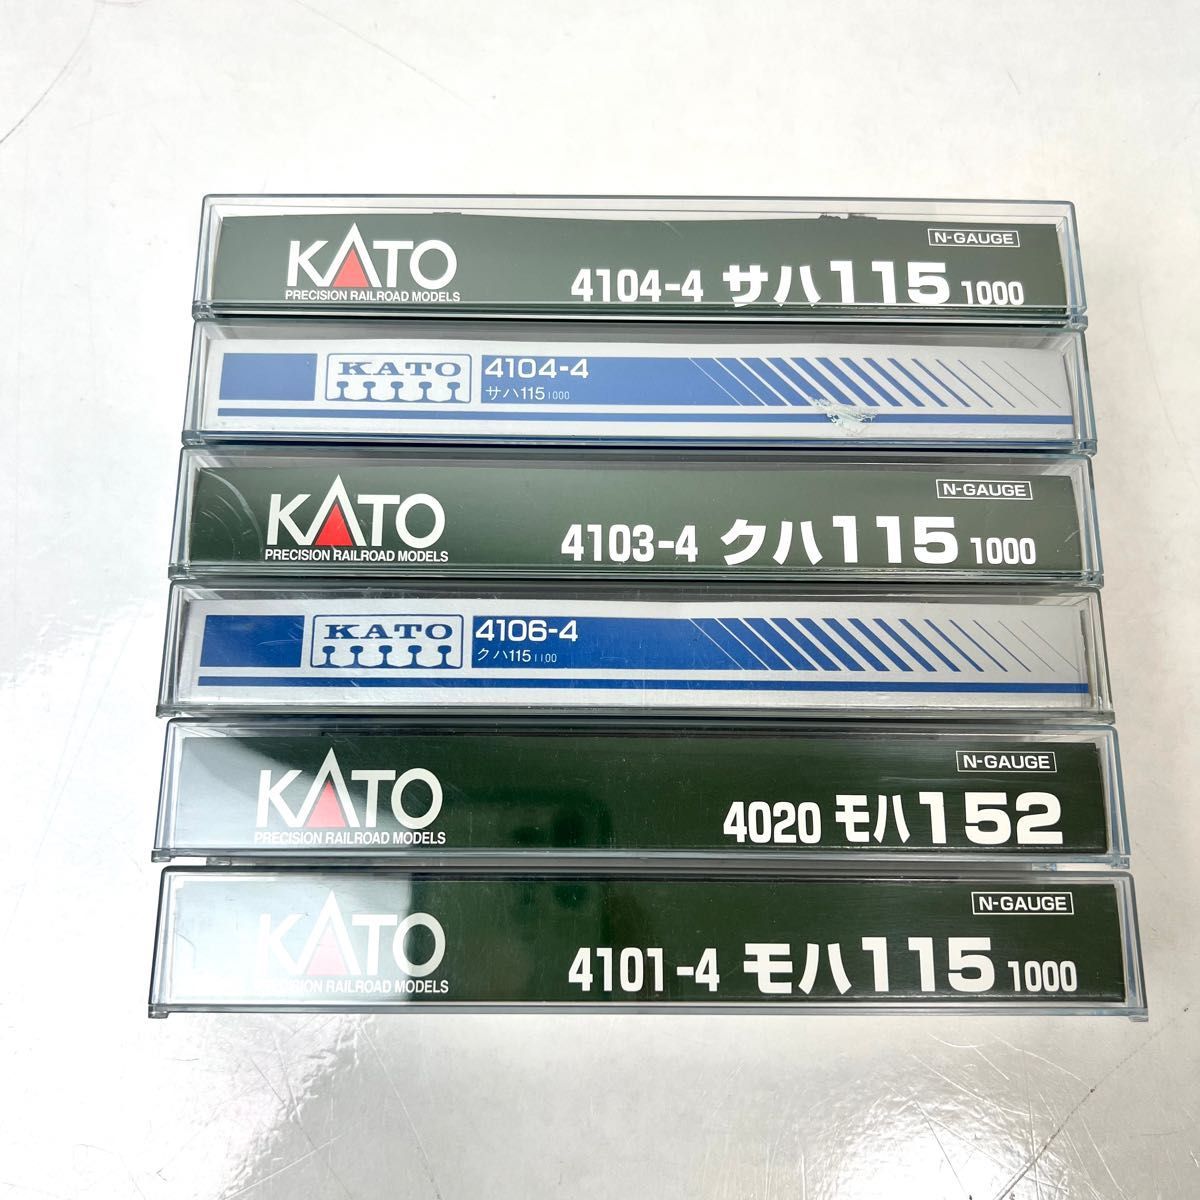 KATO
PRECISION RAILROAD MODELS
N-GAUGE
4104-4 サハ115 1000
KATO
4104-4
サハ115 1000
KATO
PRECISION RAILROAD MODELS
N-GAUGE
4103-4 クハ115 1000
KATO
4106-4
クハ115 1100
KATO
PRECISION RAILROAD MODELS
N-GAUGE
4020 モハ152
KATO
PRECISION RAILROAD MODELS
N-GAUGE
4101-4 モハ115 1000